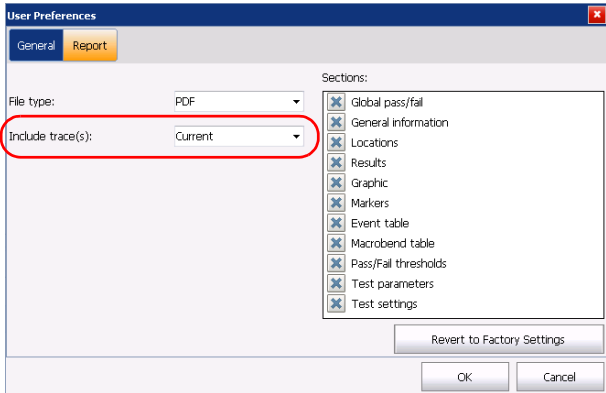 User Preferences
General Report
Sections:
File type: PDF
Include trace(s): Current
Global pass/fail
General information
Locations
Results
Graphic
Markers
Event table
Macrobend table
Pass/Fail thresholds
Test parameters
Test settings
Revert to Factory Settings
OK Cancel